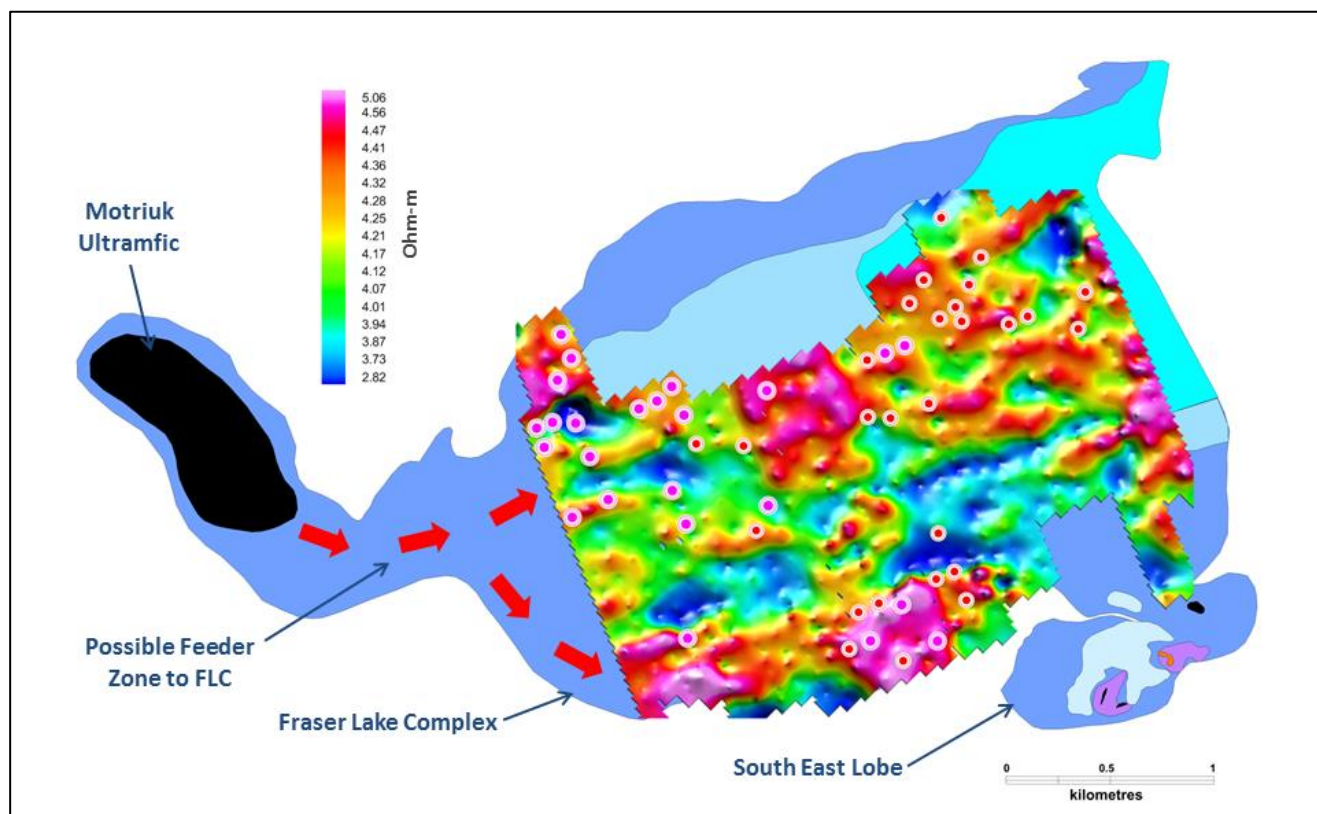 5.06
4.56
4.47
4.41
4.36
4.32
4.28
4.25
4.21
4.17
4.12
4.07
4.01
3.94
3.87
3.73
2.82
Ohm-m
Motriuk
Ultramfic
Possible Feeder
Zone to FLC
Fraser Lake Complex
South East Lobe
0 0.5 1
kilometres